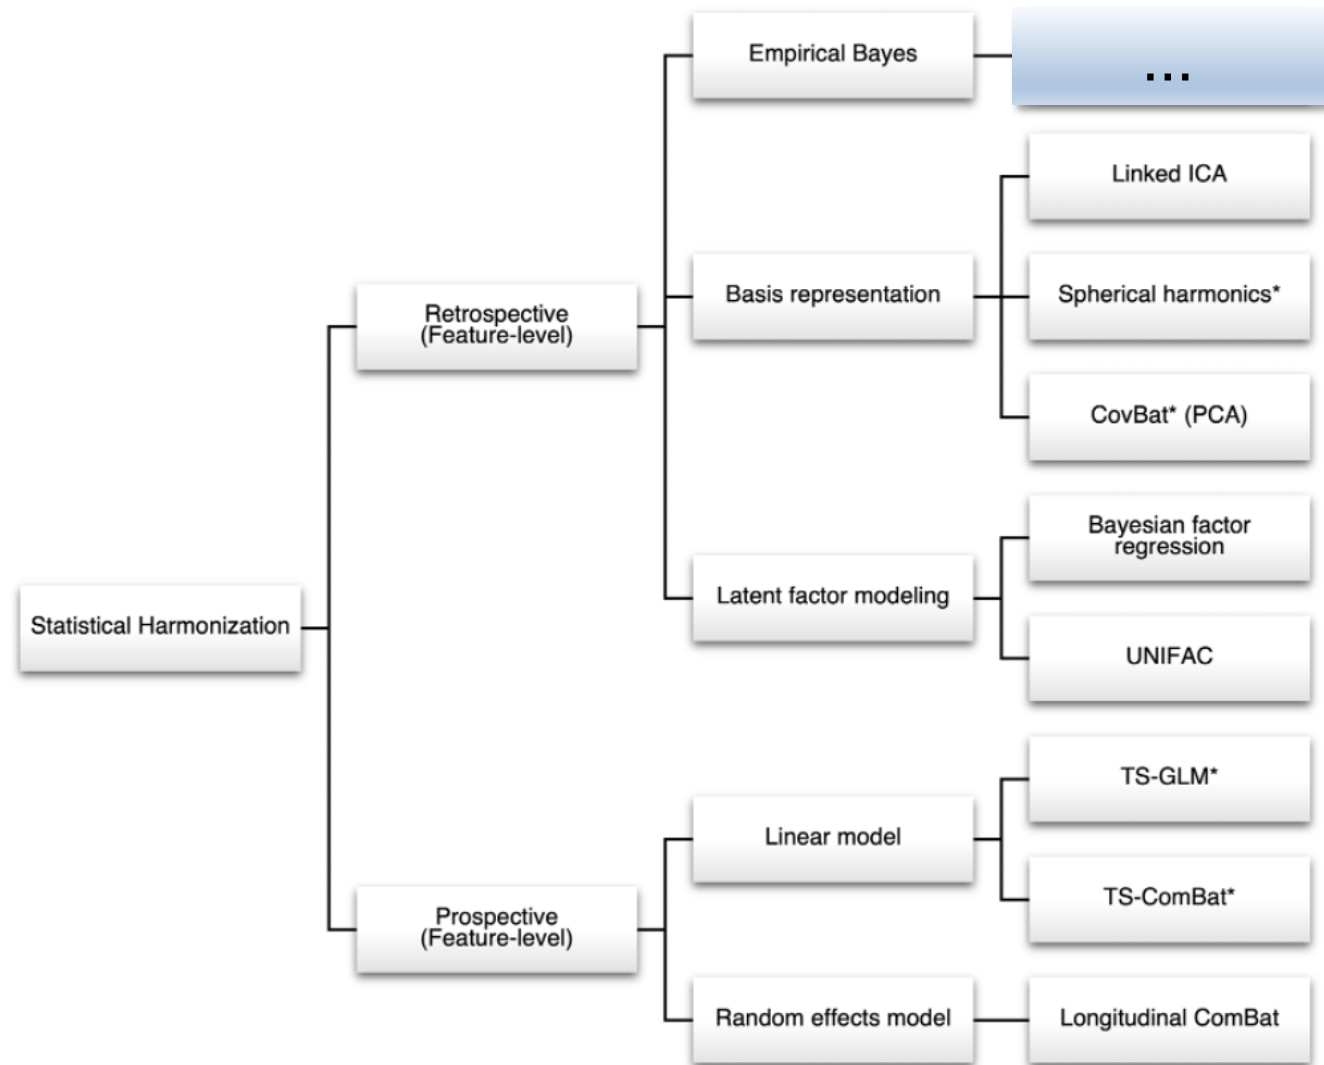 Empirical Bayes
...
Linked ICA
Basis representation
Spherical harmonics*
Retrospective
(Feature-level)
CovBat* (PCA)
Bayesian factor
regression
Latent factor modeling
UNIFAC
Statistical Harmonization
TS-GLM*
Linear model
TS-ComBat*
Prospective
(Feature-level)
Random effects model
Longitudinal ComBat